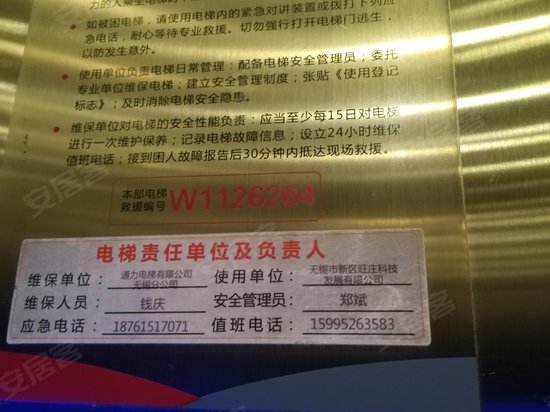 如被困电梯,请使用电梯内的紧急对讲装置或拨打下列应
急电话,耐心等待专业救援。切勿强行打开电梯门逃生,
以防发生意外。
使用单位负责电梯日常管理:配备电梯安全管理员;委托
专业单位维保电梯;建立安全管理制度;张贴《使用登记
标志》;及时消除电梯安全隐患。
维保单位对电梯的安全性能负责:应当至少每15日对电梯
进行一次维护保养;记录电梯故障信息;设立24小时维保
值班电话;接到困人故障报告后30分钟内抵达现场救援。
本部电梯
救援编号 W1126264
电梯责任单位及负责人
维保单位: 通力电梯有限公司 无锡分公司 使用单位: 无锡市新区旺庄科技 发展有限公司
维保人员: 钱庆 安全管理员: 郑斌
应急电话: 18761517071 值班电话: 15995263583
安居客
安居客
安居客